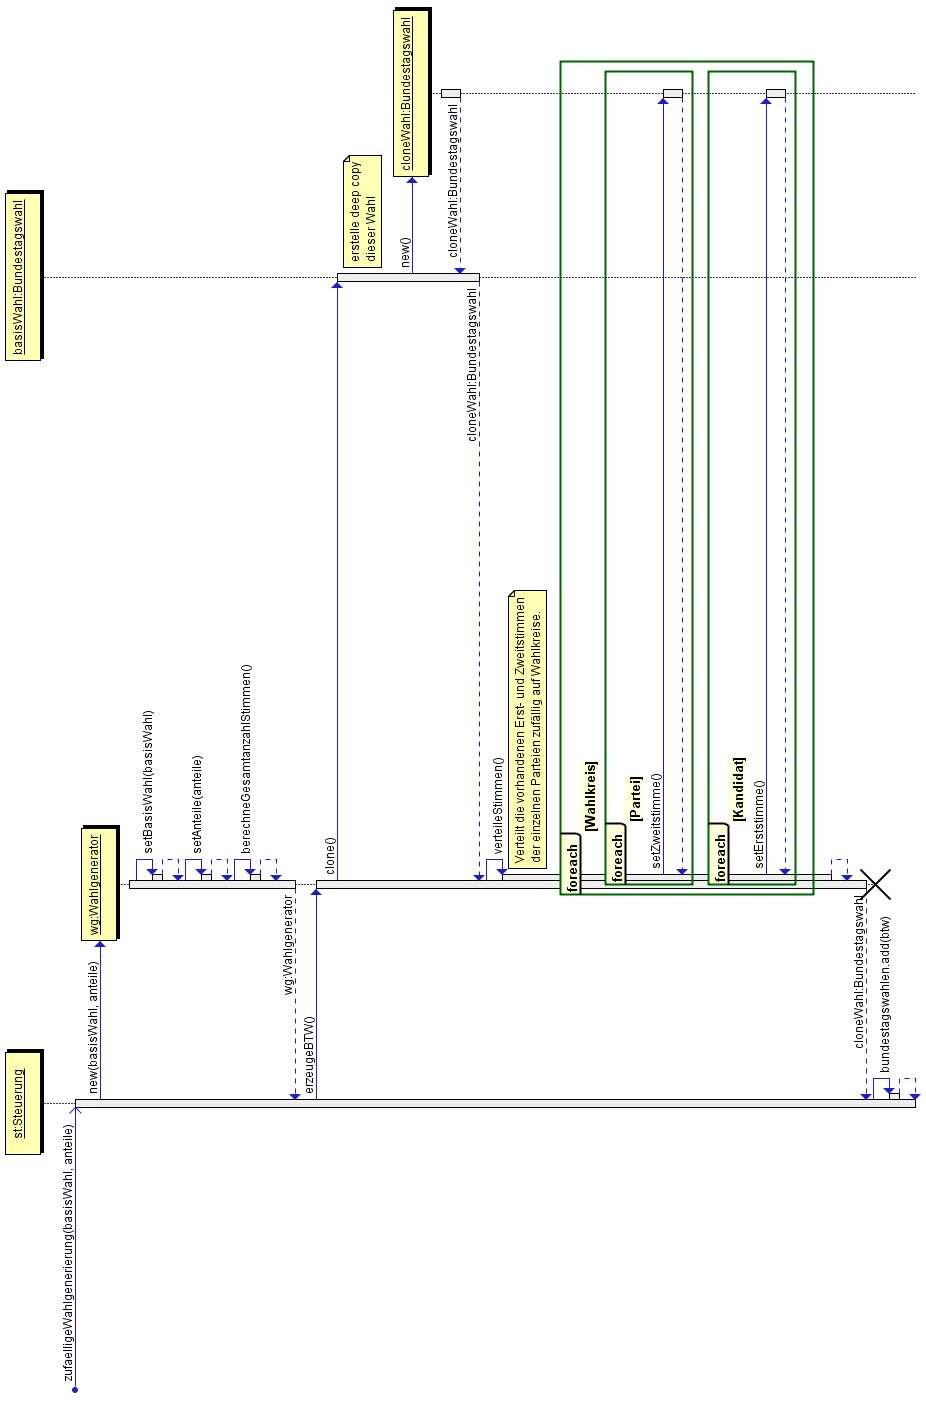 zufaelligeWahlgenerierung(basisWahl, anteile)
st:Steuerung
basisWahl:Bundestagswahl
new(basisWahl, anteile)
wg:Wahlgenerator
setBasisWahl(basisWahl)
setAnteile(anteile)
berechneGesamtanzahlStimmen()
wg:Wahlgenerator
erzeugeBTW()
clone()
erstelle deep copy
dieser Wahl
new()
cloneWahl:Bundestagswahl
cloneWahl:Bundestagswahl
cloneWahl:Bundestagswahl
verteileStimmen()
Verteilt die vorhandenen Erst- und Zweitstimmen
der einzelnen Parteien zufällig auf Wahlkreise.
foreach
[Wahlkreis]
foreach
[Partei]
setZweitstimme()
foreach
[Kandidat]
setErststimme()
cloneWahl:Bundestagswahl
bundestagswahlen.add(btw)